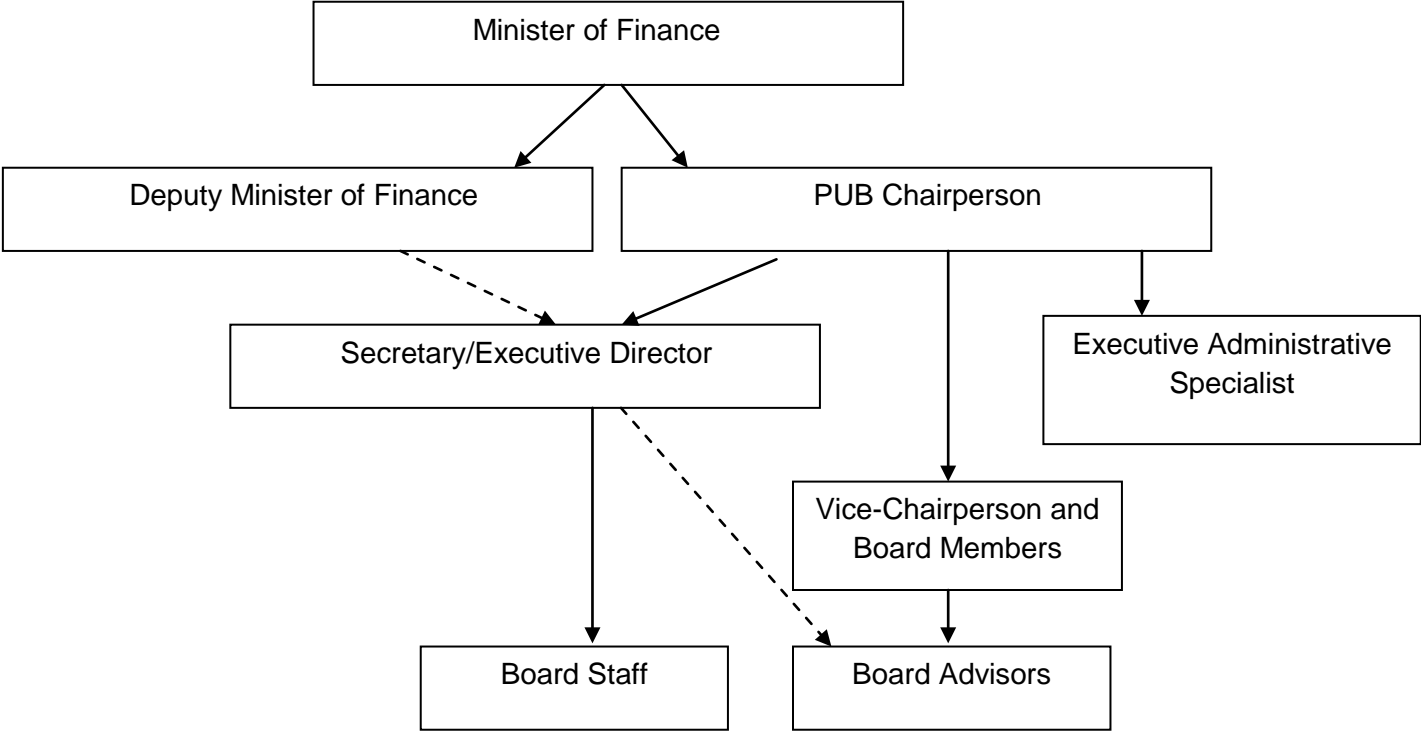 Minister of Finance
Deputy Minister of Finance
PUB Chairperson
Secretary/Executive Director
Executive Administrative
Specialist
Vice-Chairperson and
Board Members
Board Staff
Board Advisors